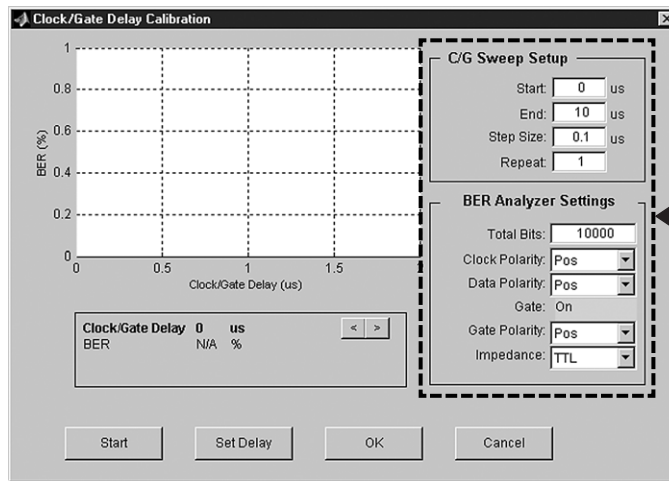 Clock/Gate Delay Calibration
1
0.8
0.6
0.4
0.2
0
BER (%)
0 0.5 1 1.5 2
Clock/Gate Delay (us)
Clock/Gate Delay 0 us
BER N/A %
< >
C/G Sweep Setup
Start: 0 us
End: 10 us
Step Size: 0.1 us
Repeat: 1
BER Analyzer Settings
Total Bits: 10000
Clock Polarity: Pos
Data Polarity: Pos
Gate: On
Gate Polarity: Pos
Impedance: TTL
Start Set Delay OK Cancel